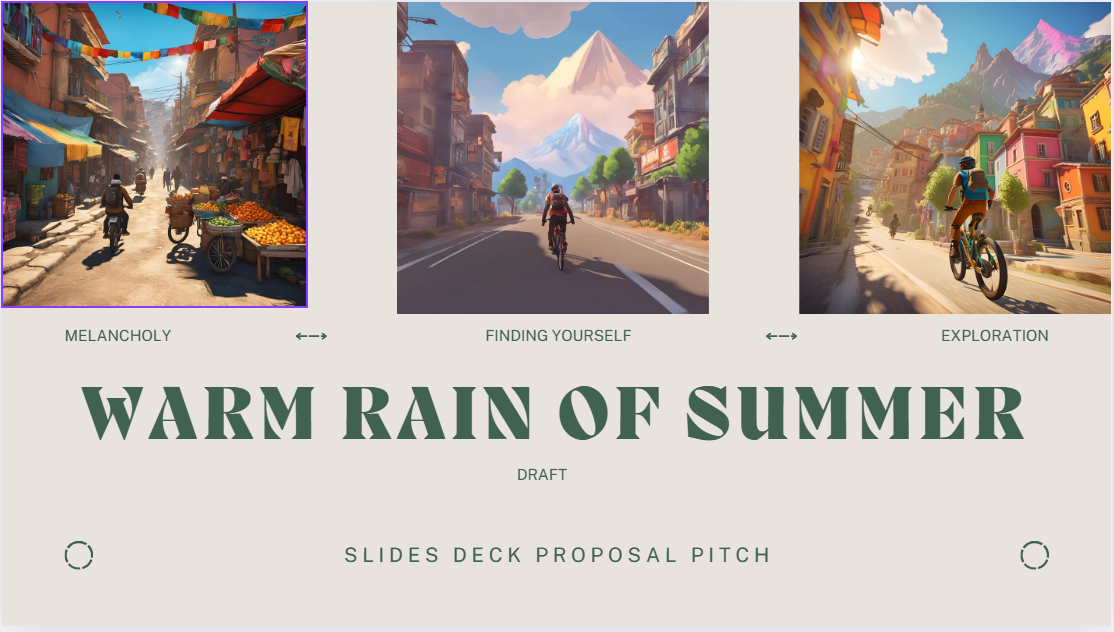 MELANCHOLY
FINDING YOURSELF
EXPLORATION
WARM RAIN OF SUMMER
DRAFT
SLIDES DECK PROPOSAL PITCH